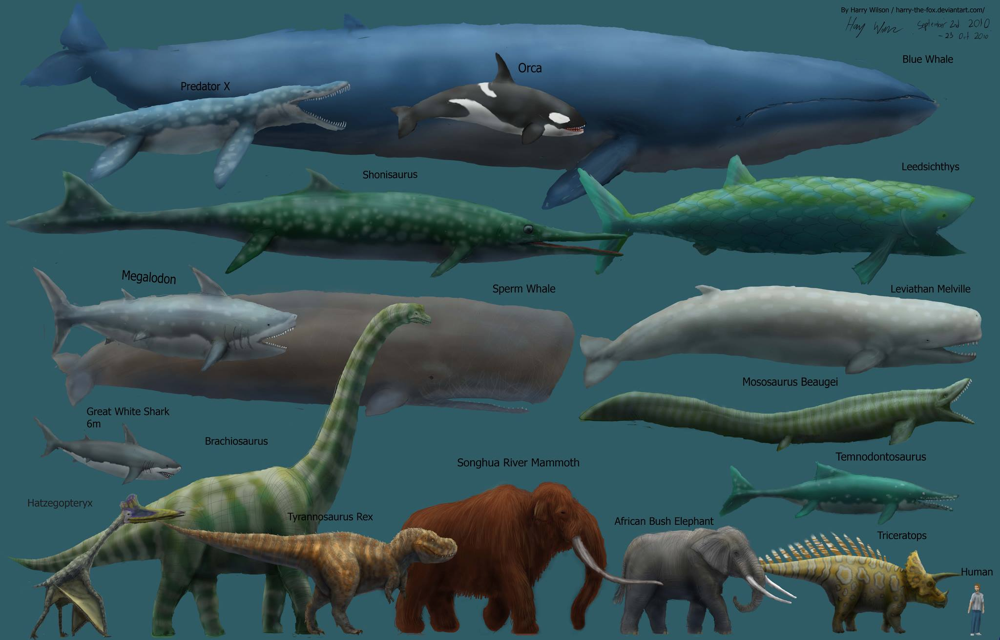 By Harry Wilson / harry-the-fox.deviantart.com/
September 2nd 2010
- 23 Oct 2010
Blue Whale
Orca
Predator X
Leedsichthys
Shonisaurus
Megalodon
Sperm Whale
Leviathan Melville
Mososaurus Beaugei
Great White Shark
6m
Brachiosaurus
Temnodontosaurus
Songhua River Mammoth
Hatzegopteryx
Tyrannosaurus Rex
African Bush Elephant
Triceratops
Human